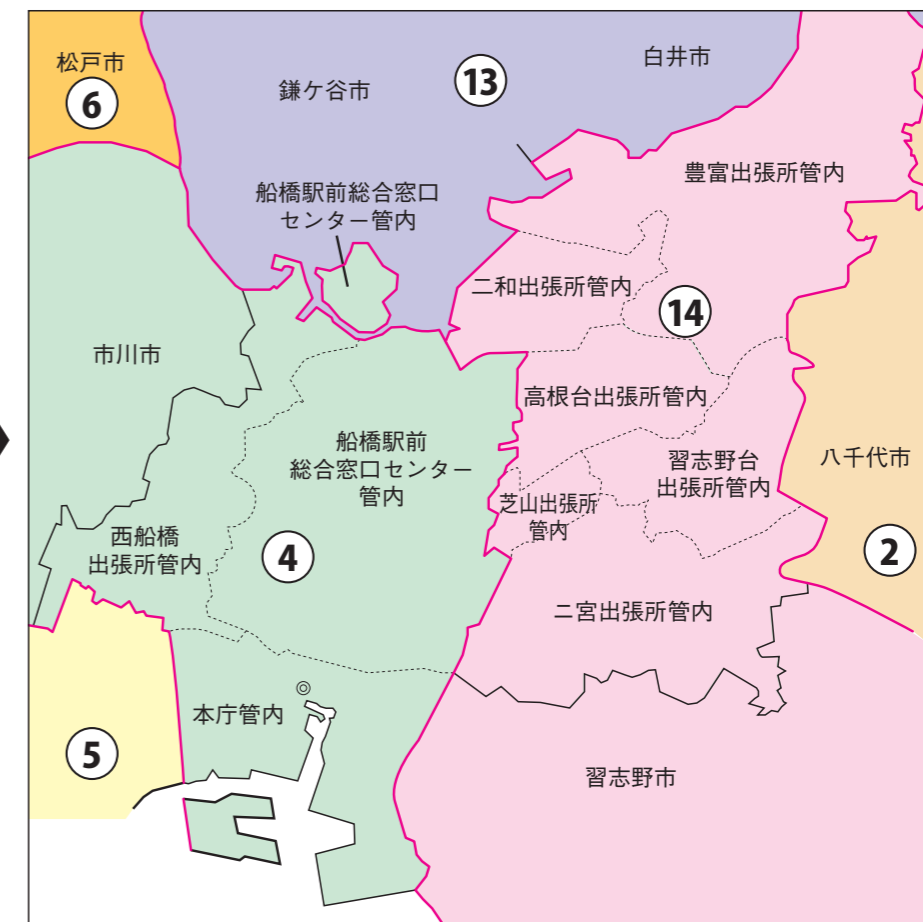 松戸市
6
鎌ケ谷市
13
白井市
豊富出張所管内
船橋駅前総合窓口
センター管内
二和出張所管内
14
市川市
高根台出張所管内
船橋駅前
総合窓口センター
管内
習志野台
出張所管内
八千代市
芝山出張所
管内
西船橋
出張所管内
4
2
二宮出張所管内
本庁管内
5
習志野市